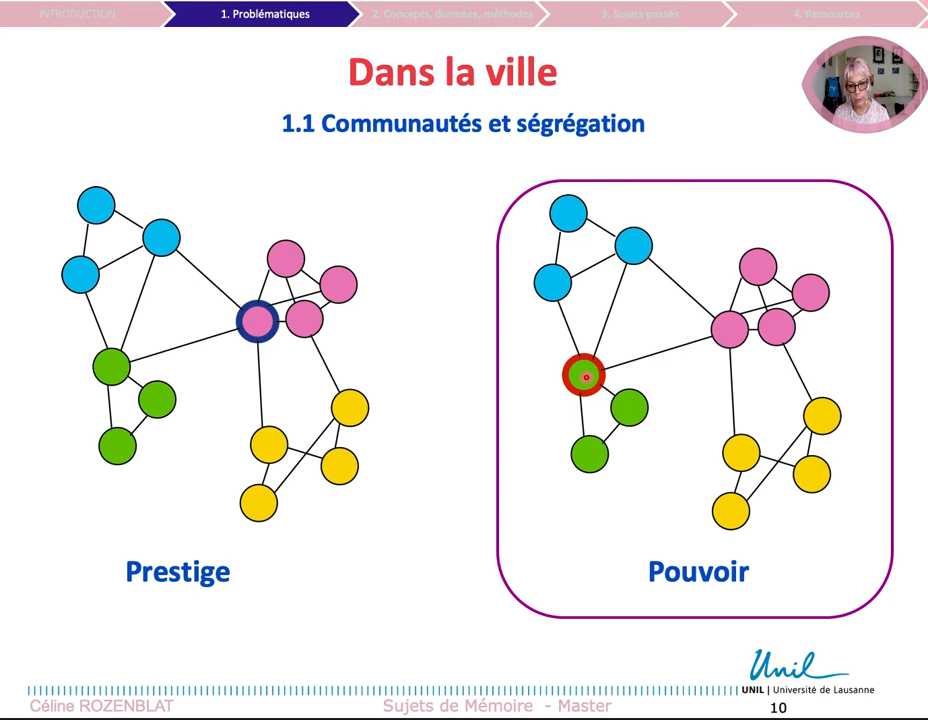 INTRODUCTION
1. Problématiques
2. Concepts, données, méthodes
3. Sujets passés
4. Ressources
Dans la ville
1.1 Communautés et ségrégation
Prestige
Pouvoir
Unil
UNIL | Université de Lausanne
Céline ROZENBLAT
Sujets de Mémoire - Master
10